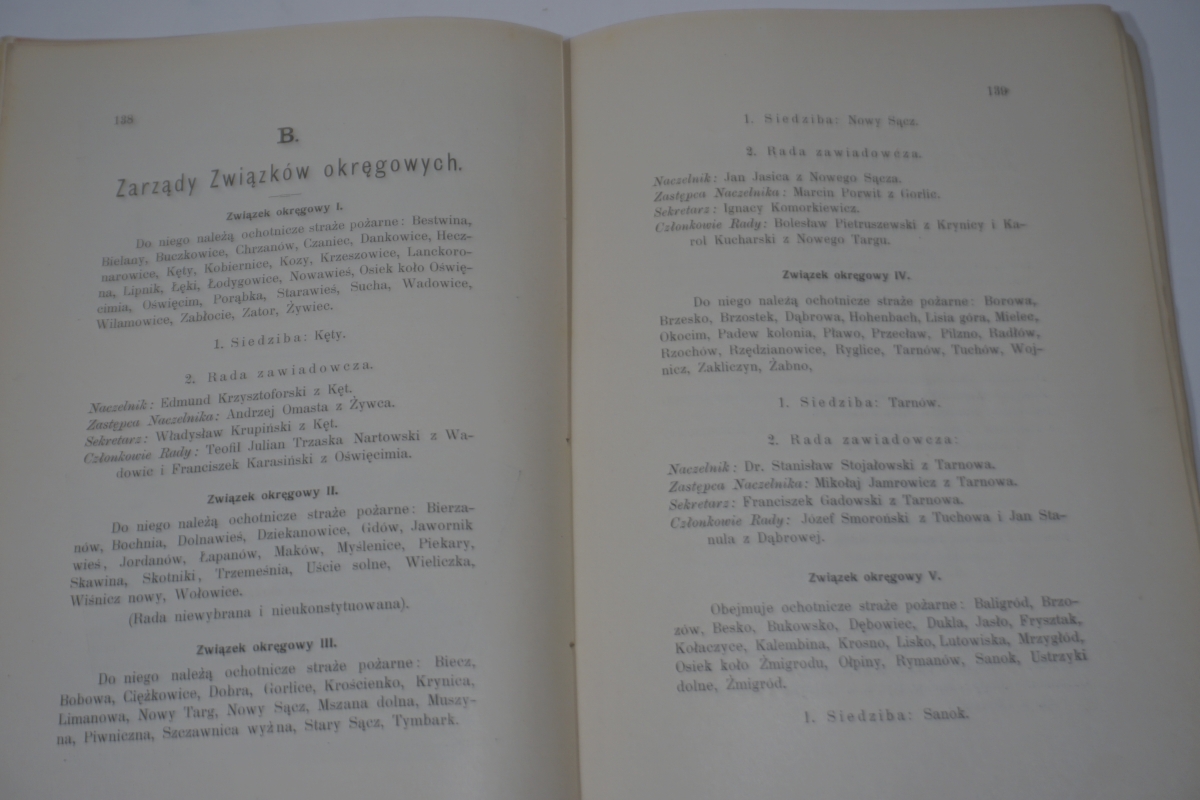 138
B.
Zarządy Związków okręgowych.
Związek okręgowy I.
Do niego należą ochotnicze straże pożarne: Bestwina,
Bielany, Buczkowice, Chrzanów, Czaniec, Dankowice, Hecz-
narowice, Kęty, Kobiernice, Kozy, Krzeszowice, Lanckoro-
na, Lipnik, Łęki, Łodygowice, Nowawieś, Osiek koło Oświę-
cimia, Oświęcim, Porąbka, Starawieś, Sucha, Wadowice,
Wilamowice, Zabłocie, Zator, Żywiec.
1. Siedziba: Kęty.
2. Rada zawiadowcza.
Naczelnik: Edmund Krzysztoforski z Kęt.
Zastępca Naczelnika: Andrzej Omasta z Żywca.
Sekretarz: Władysław Krupiński z Kęt.
Członkowie Rady: Teofil Julian Trzaska Nartowski z Wa-
dowic i Franciszek Karasiński z Oświęcimia.
Związek okręgowy II.
Do niego należą ochotnicze straże pożarne: Bierza-
nów, Bochnia, Dolnawieś, Dziekanowice, Gdów, Jawornik
wieś, Jordanów, Łapanów, Maków, Myślenice, Piekary,
Skawina, Skotniki, Trzemeśnia, Uście solne, Wieliczka,
Wiśnicz nowy, Wołowice.
(Rada niewybrana i nieukonstytuowana).
Związek okręgowy III.
Do niego należą ochotnicze straże pożarne: Biecz,
Bobowa, Ciężkowice, Dobra, Gorlice, Krościenko, Krynica,
Limanowa, Nowy Targ, Nowy Sącz, Mszana dolna, Muszy-
na, Piwniczna, Szczawnica wyżna, Stary Sącz, Tymbark.
139
1. Siedziba: Nowy Sącz.
2. Rada zawiadowcza.
Naczelnik: Jan Jasica z Nowego Sącza.
Zastępca Naczelnika: Marcin Porwit z Gorlic.
Sekretarz: Ignacy Komorkiewicz.
Członkowie Rady: Bolesław Pietruszewski z Krynicy i Ka-
rol Kucharski z Nowego Targu.
Związek okręgowy IV.
Do niego należą ochotnicze straże pożarne: Borowa,
Brzesko, Brzostek, Dąbrowa, Hohenbach, Lisia góra, Mielec,
Okocim, Padew kolonia, Pławo, Przecław, Pilzno, Radłów,
Rzochów, Rzędzianowice, Ryglice, Tarnów, Tuchów, Woj-
nicz, Zakliczyn, Żabno,
1. Siedziba: Tarnów.
2. Rada zawiadowcza:
Naczelnik: Dr. Stanisław Stojałowski z Tarnowa.
Zastępca Naczelnika: Mikołaj Jamrowicz z Tarnowa.
Sekretarz: Franciszek Gadowski z Tarnowa.
Członkowie Rady: Józef Smoroński z Tuchowa i Jan Sta-
nula z Dąbrowej.
Związek okręgowy V.
Obejmuje ochotnicze straże pożarne: Baligród, Brzo-
zów, Besko, Bukowsko, Dębowiec, Dukla, Jasło, Frysztak,
Kołaczyce, Kalembina, Krosno, Lisko, Lutowiska, Mrzygłód,
Osiek koło Żmigrodu, Ołpiny, Rymanów, Sanok, Ustrzyki
dolne, Żmigród.
1. Siedziba: Sanok.